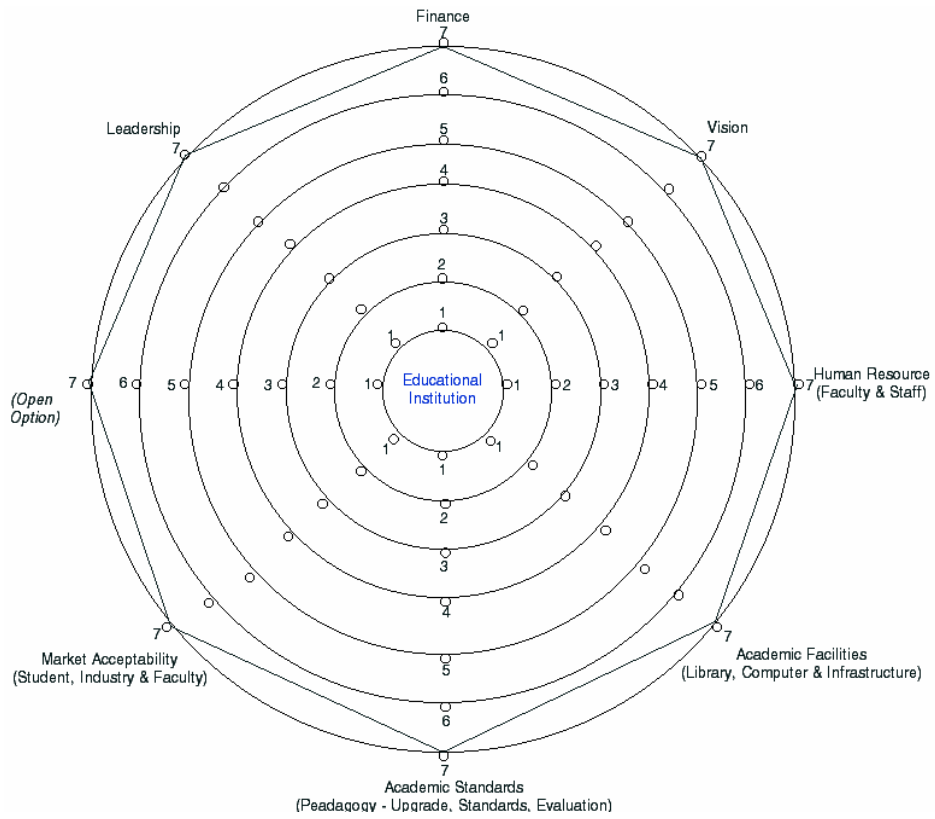 Finance
7
6
Leadership
5
Vision
7
7
4
3
2
1
1
1
7 6 5 4 3 2 1 Educational Institution 1 2 3 4 5 6 7
Human Resource
(Faculty & Staff)
(Open
Option)
1
1
1
2
3
4
7
7
Market Acceptability
(Student, Industry & Faculty)
5
Academic Facilities
(Library, Computer & Infrastructure)
6
7
Academic Standards
(Peadagogy - Upgrade, Standards, Evaluation)